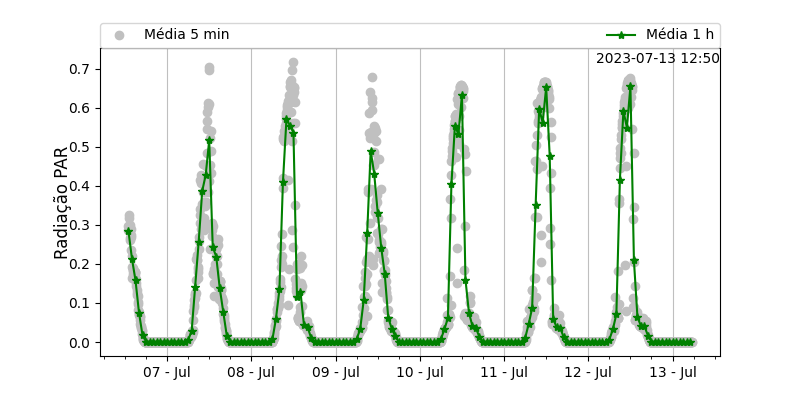 Média 5 min
Média 1 h
2023-07-13 12:50
Radiação PAR
0.7
0.6
0.5
0.4
0.3
0.2
0.1
0.0
07 - Jul
08 - Jul
09 - Jul
10 - Jul
11 - Jul
12 - Jul
13 - Jul